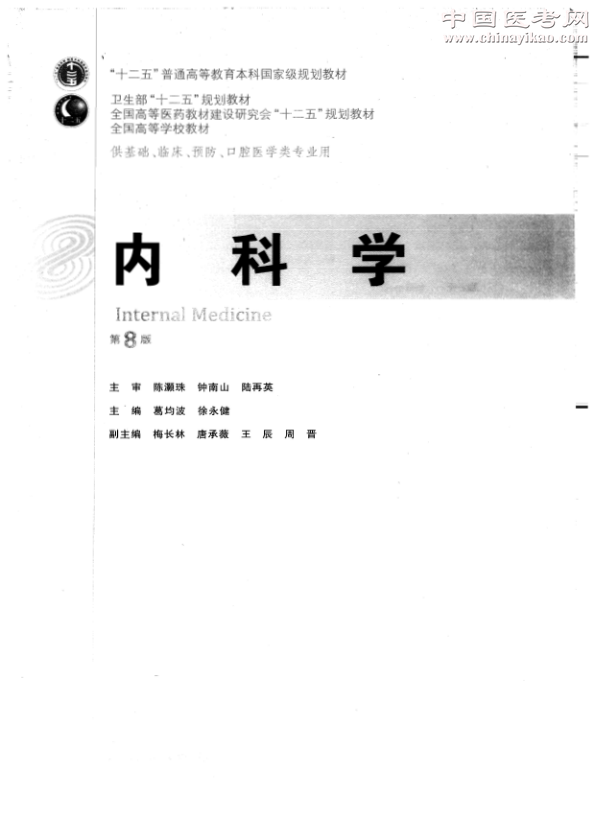 中国医考网
www.chinayikao.com
“十二五”普通高等教育本科国家级规划教材
卫生部“十二五”规划教材
全国高等医药教材建设研究会“十二五”规划教材
全国高等学校教材
供基础、临床、预防、口腔医学类专业用
内科学
Internal Medicine
第8版
主 审 陈灏珠 钟南山 陆再英
主 编 葛均波 徐永健
副主编 梅长林 唐承薇 王 辰 周 晋